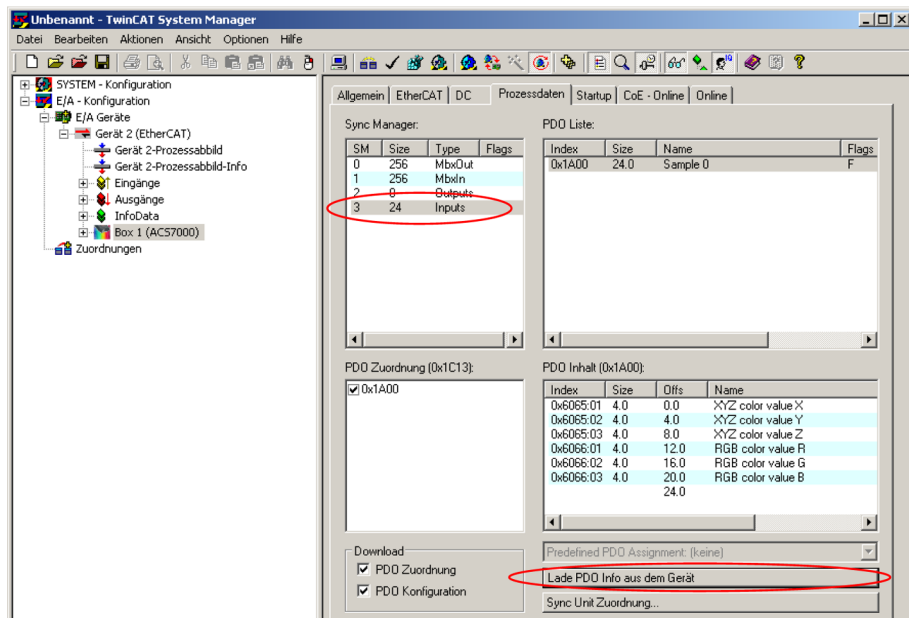 Unbenannt - TwinCAT System Manager
Datei Bearbeiten Aktionen Ansicht Optionen Hilfe
SYSTEM - Konfiguration
E/A - Konfiguration
E/A Geräte
Gerät 2 (EtherCAT)
Gerät 2-Prozessabbild
Gerät 2-Prozessabbild-Info
Eingänge
Ausgänge
InfoData
Box 1 (ACS7000)
Zuordnungen
Allgemein EtherCAT DC Prozessdaten Startup CoE - Online Online
Sync Manager:
SM Size Type Flags
0 256 MbxOut
1 256 MbxIn
2 0 Outputs
3 24 Inputs
PDO Liste:
Index Size Name Flags
0x1A00 24.0 Sample 0 F
PDO Zuordnung (0x1C13):
0x1A00
PDO Inhalt (0x1A00):
Index Size Offs Name
0x6065:01 4.0 0.0 XYZ color value X
0x6065:02 4.0 4.0 XYZ color value Y
0x6065:03 4.0 8.0 XYZ color value Z
0x6066:01 4.0 12.0 RGB color value R
0x6066:02 4.0 16.0 RGB color value G
0x6066:03 4.0 20.0 RGB color value B
24.0
Download
PDO Zuordnung
PDO Konfiguration
Predefined PDO Assignment: (keine)
Lade PDO Info aus dem Gerät
Sync Unit Zuordnung...